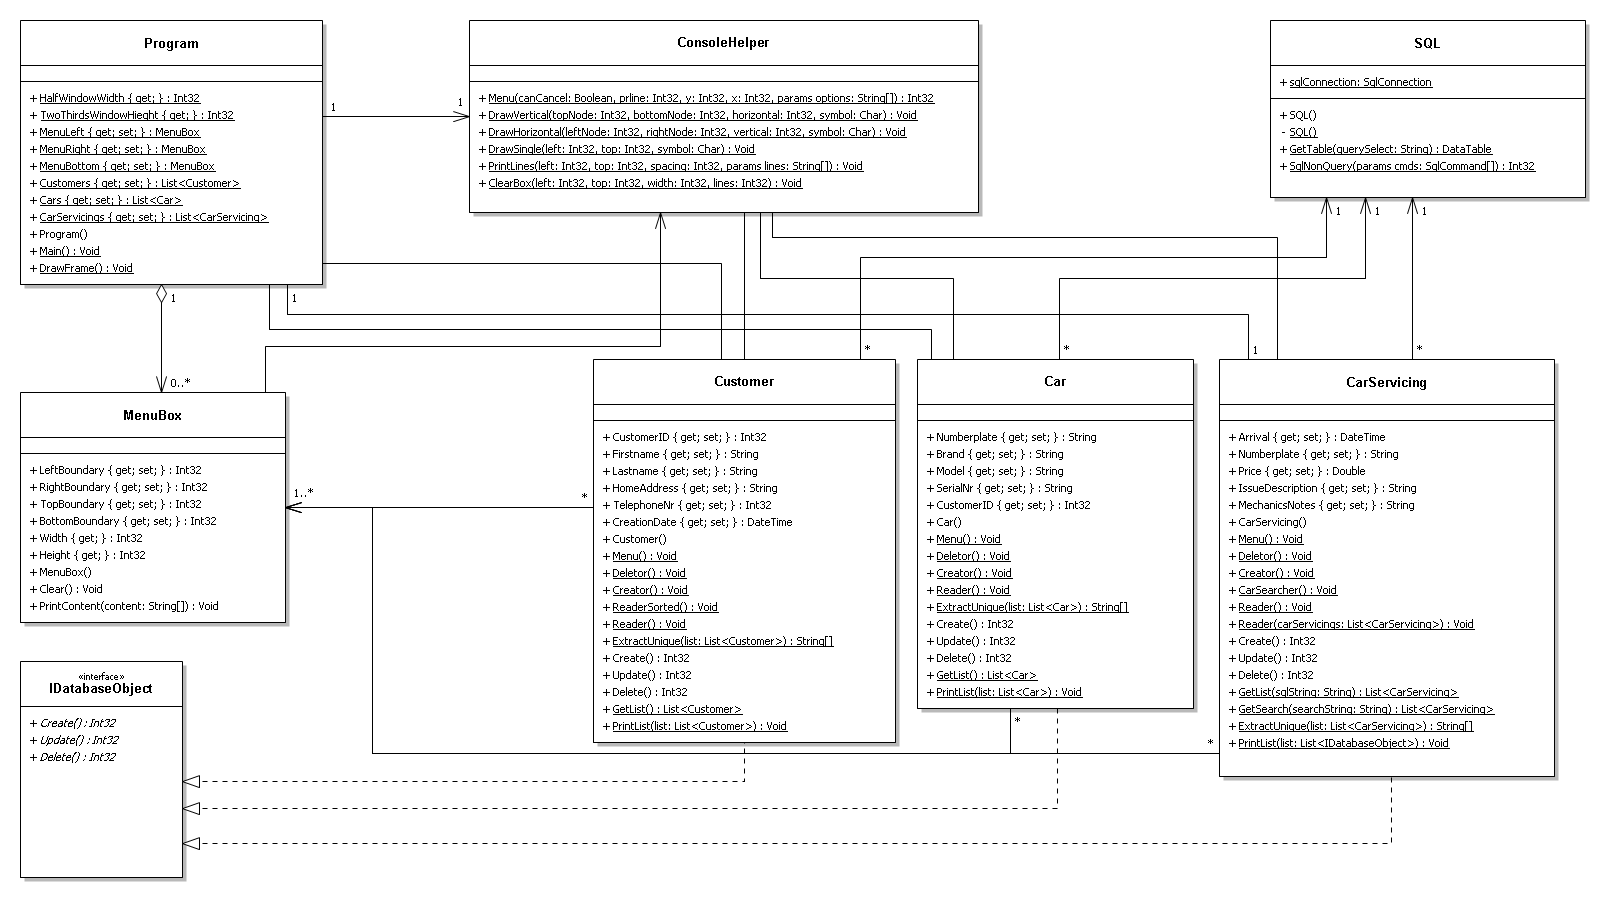 Program
+ HalfWindowWidth { get; } : Int32
+ TwoThirdsWindowHieght { get; } : Int32
+ MenuLeft { get; set; } : MenuBox
+ MenuRight { get; set; } : MenuBox
+ MenuBottom { get; set; } : MenuBox
+ Customers { get; set; } : List<Customer>
+ Cars { get; set; } : List<Car>
+ CarServicings { get; set; } : List<CarServicing>
+ Program()
+ Main() : Void
+ DrawFrame() : Void
1
1
ConsoleHelper
+ Menu(canCancel: Boolean, prline: Int32, y: Int32, x: Int32, params options: String[]) : Int32
+ DrawVertical(topNode: Int32, bottomNode: Int32, horizontal: Int32, symbol: Char) : Void
+ DrawHorizontal(leftNode: Int32, rightNode: Int32, vertical: Int32, symbol: Char) : Void
+ DrawSingle(left: Int32, top: Int32, symbol: Char) : Void
+ PrintLines(left: Int32, top: Int32, spacing: Int32, params lines: String[]) : Void
+ ClearBox(left: Int32, top: Int32, width: Int32, lines: Int32) : Void
SQL
+ sqlConnection: SqlConnection
+ SQL()
- SQL()
+ GetTable(querySelect: String) : DataTable
+ SqlNonQuery(params cmds: SqlCommand[]) : Int32
1
1
1
1
1
0..*
*
*
1
*
MenuBox
+ LeftBoundary { get; set; } : Int32
+ RightBoundary { get; set; } : Int32
+ TopBoundary { get; set; } : Int32
+ BottomBoundary { get; set; } : Int32
+ Width { get; } : Int32
+ Height { get; } : Int32
+ MenuBox()
+ Clear() : Void
+ PrintContent(content: String[]) : Void
1..*
*
Customer
+ CustomerID { get; set; } : Int32
+ Firstname { get; set; } : String
+ Lastname { get; set; } : String
+ HomeAddress { get; set; } : String
+ TelephoneNr { get; set; } : Int32
+ CreationDate { get; set; } : DateTime
+ Customer()
+ Menu() : Void
+ Deletor() : Void
+ Creator() : Void
+ ReaderSorted() : Void
+ Reader() : Void
+ ExtractUnique(list: List<Customer>) : String[]
+ Create() : Int32
+ Update() : Int32
+ Delete() : Int32
+ GetList() : List<Customer>
+ PrintList(list: List<Customer>) : Void
Car
+ Numberplate { get; set; } : String
+ Brand { get; set; } : String
+ Model { get; set; } : String
+ SerialNr { get; set; } : String
+ CustomerID { get; set; } : Int32
+ Car()
+ Menu() : Void
+ Deletor() : Void
+ Creator() : Void
+ Reader() : Void
+ ExtractUnique(list: List<Car>) : String[]
+ Create() : Int32
+ Update() : Int32
+ Delete() : Int32
+ GetList() : List<Car>
+ PrintList(list: List<Car>) : Void
*
CarServicing
+ Arrival { get; set; } : DateTime
+ Numberplate { get; set; } : String
+ Price { get; set; } : Double
+ IssueDescription { get; set; } : String
+ MechanicsNotes { get; set; } : String
+ CarServicing()
+ Menu() : Void
+ Deletor() : Void
+ Creator() : Void
+ CarSearcher() : Void
+ Reader() : Void
+ Reader(carServicings: List<CarServicing>) : Void
+ Create() : Int32
+ Update() : Int32
+ Delete() : Int32
+ GetList(sqlString: String) : List<CarServicing>
+ GetSearch(searchString: String) : List<CarServicing>
+ ExtractUnique(list: List<CarServicing>) : String[]
+ PrintList(list: List<IDatabaseObject>) : Void
*
«interface»
IDatabaseObject
+ Create() : Int32
+ Update() : Int32
+ Delete() : Int32